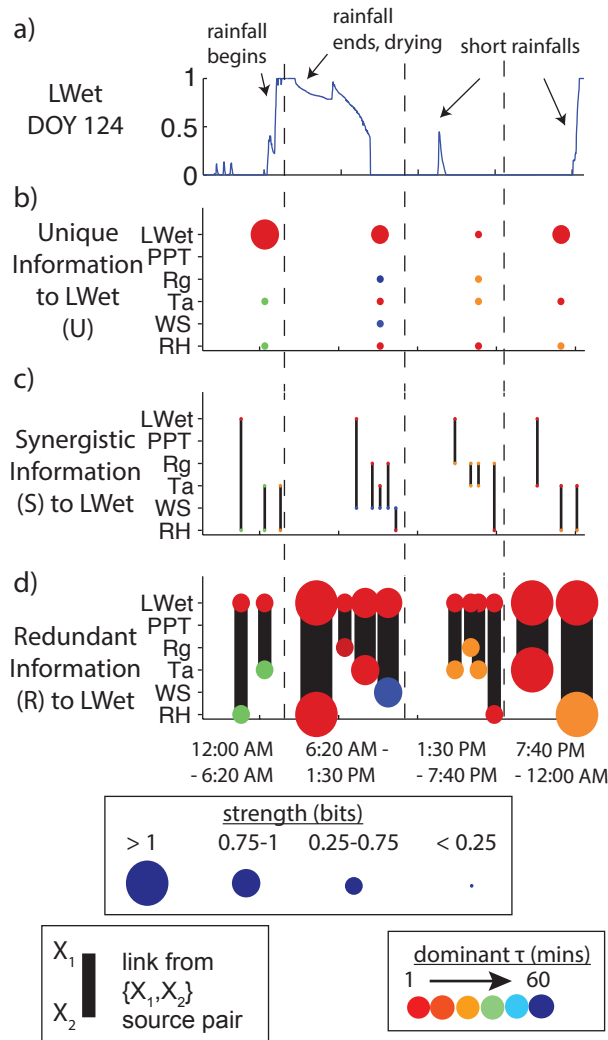 a)
rainfall
begins
rainfall
ends, drying
short rainfalls
LWet
DOY 124
1
0.5
0
b)
Unique
Information
to LWet
(U)
LWet
PPT
Rg
Ta
WS
RH
c)
Synergistic
Information
(S) to LWet
LWet
PPT
Rg
Ta
WS
RH
d)
Redundant
Information
(R) to LWet
LWet
PPT
Rg
Ta
WS
RH
12:00 AM
- 6:20 AM
6:20 AM -
1:30 PM
1:30 PM
- 7:40 PM
7:40 PM
- 12:00 AM
strength (bits)
> 1
0.75-1
0.25-0.75
< 0.25
X1
X2
link from
{X1,X2}
source pair
dominant τ (mins)
1
60